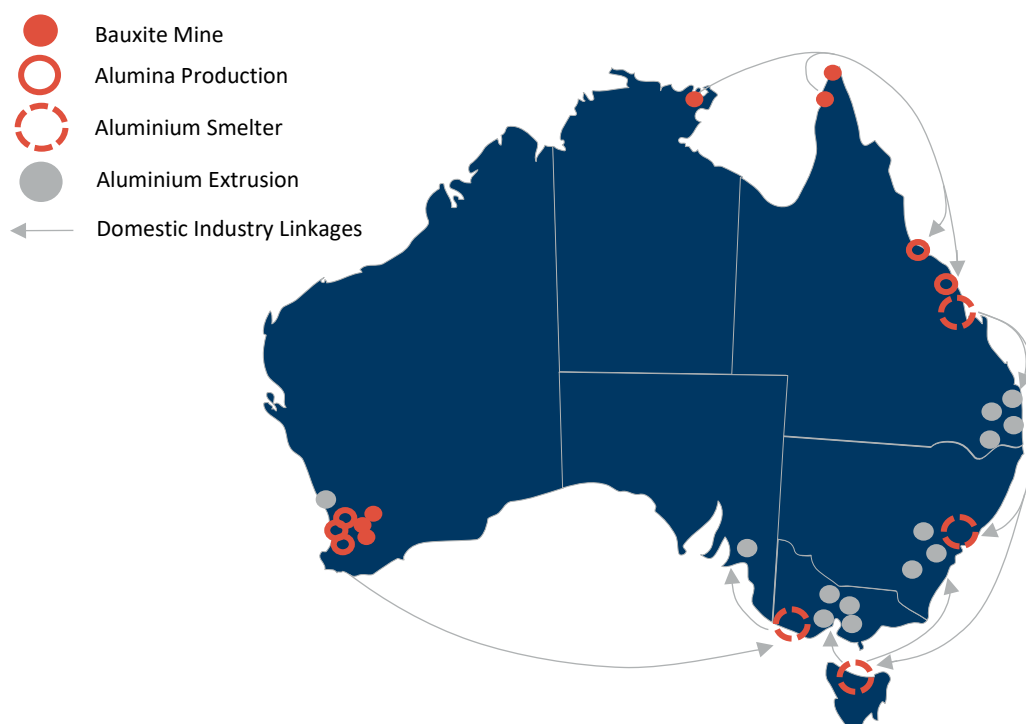 Bauxite Mine
Alumina Production
Aluminium Smelter
Aluminium Extrusion
Domestic Industry Linkages